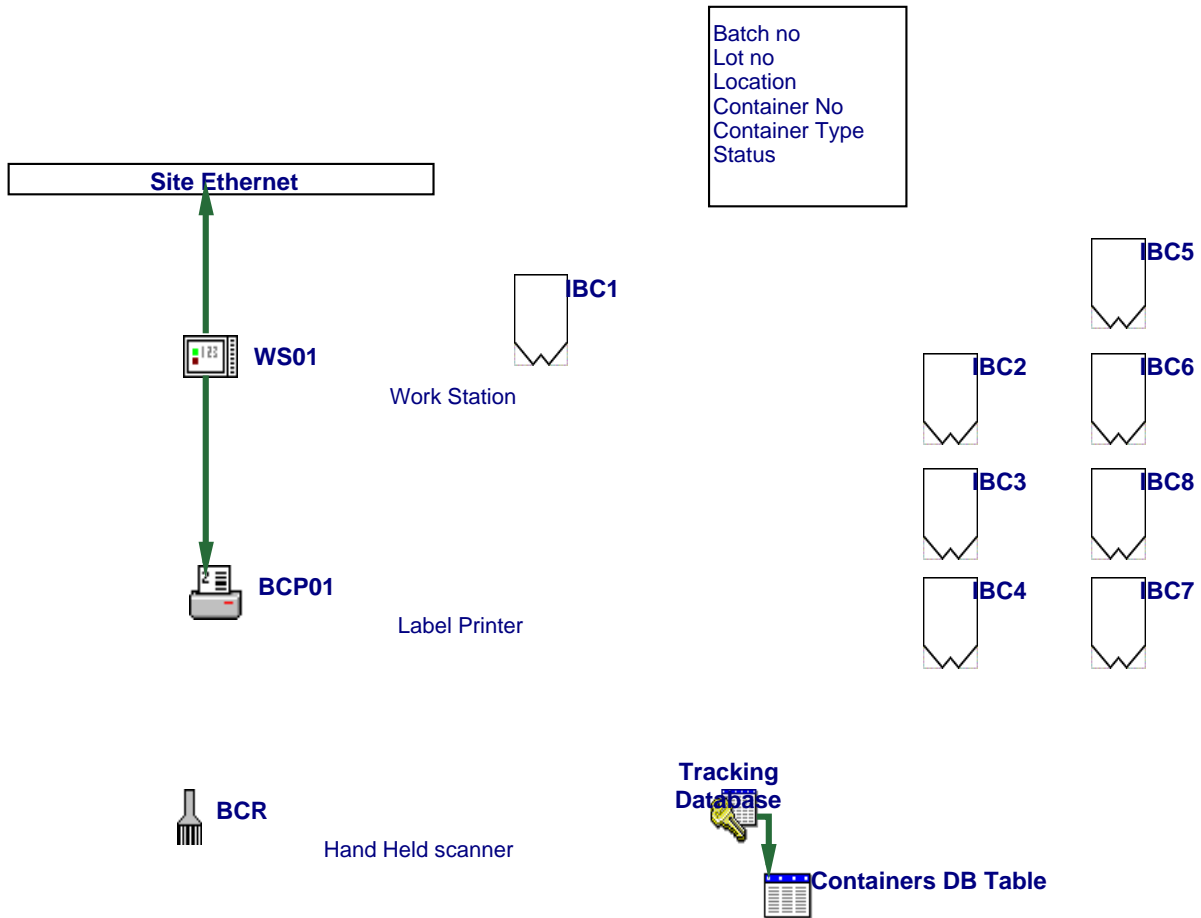 Batch no
Lot no
Location
Container No
Container Type
Status
Site Ethernet
IBC5
IBC1
WS01
IBC2
IBC6
Work Station
IBC3
IBC8
BCP01
IBC4
IBC7
Label Printer
Tracking
Database
BCR
Hand Held scanner
Containers DB Table